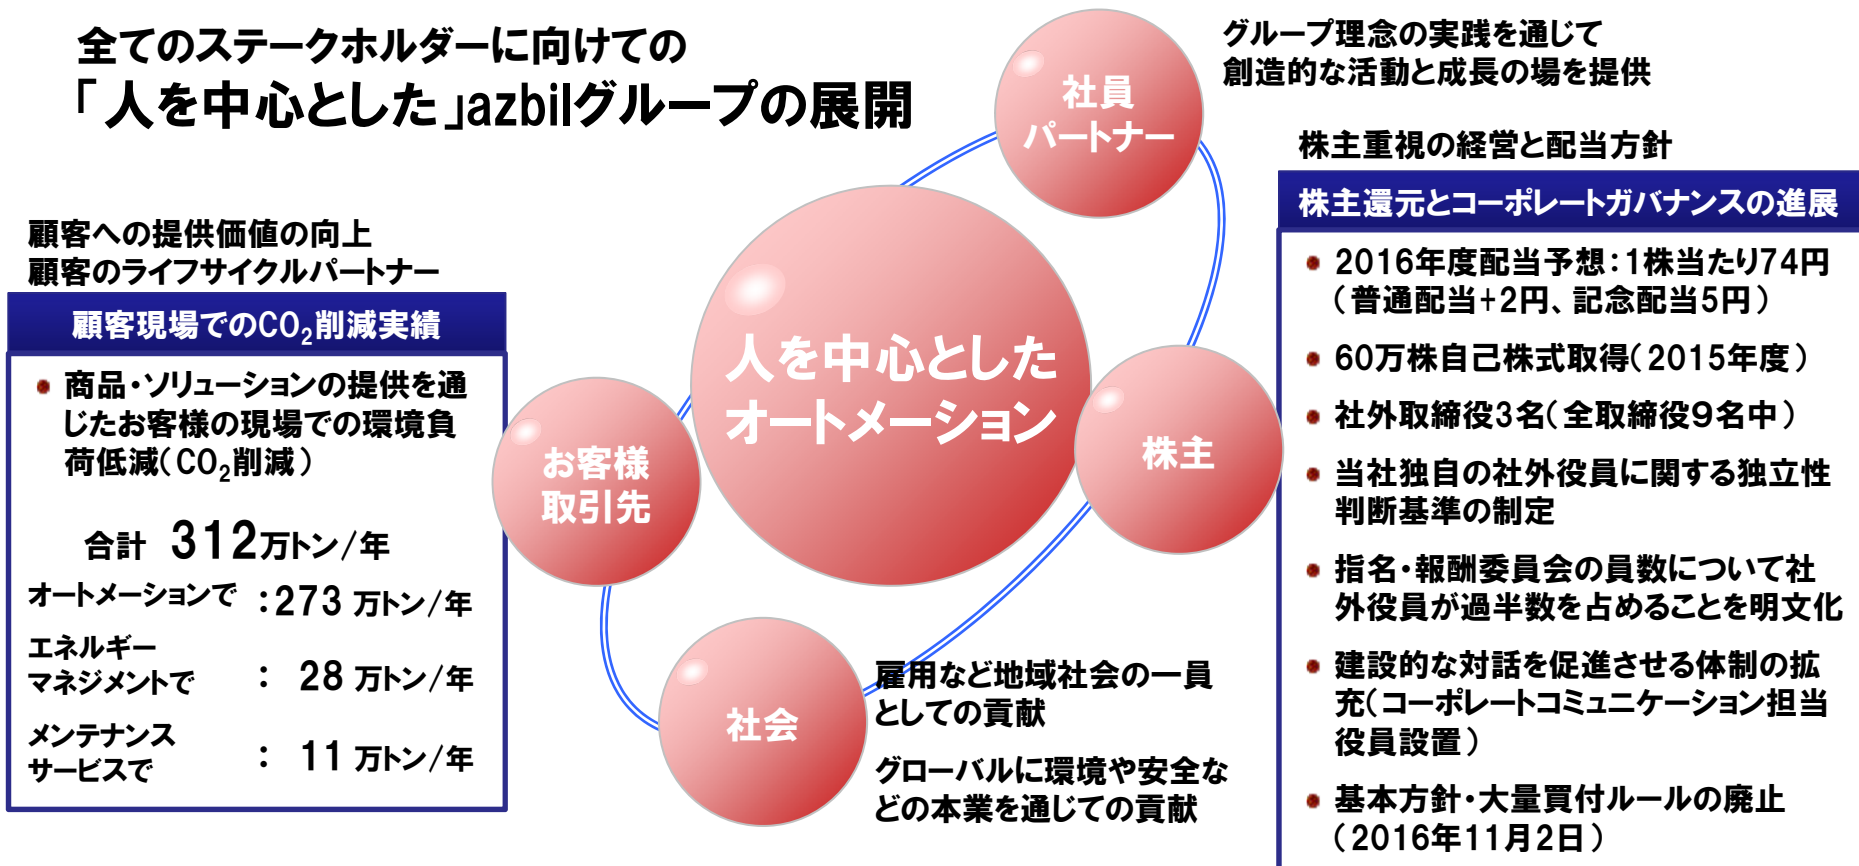 全てのステークホルダーに向けての
「人を中心とした」azbilグループの展開
顧客への提供価値の向上
顧客のライフサイクルパートナー
顧客現場でのCO₂削減実績
• 商品・ソリューションの提供を通
じたお客様の現場での環境負
荷低減(CO₂削減)
合計 312万トン/年
オートメーションで :273 万トン/年
エネルギー
マネジメントで : 28 万トン/年
メンテナンス
サービスで : 11 万トン/年
社員
パートナー
人を中心とした
オートメーション
お客様
取引先
株主
社会
雇用など地域社会の一員
としての貢献
グローバルに環境や安全な
どの本業を通じての貢献
グループ理念の実践を通じて
創造的な活動と成長の場を提供
株主重視の経営と配当方針
株主還元とコーポレートガバナンスの進展
• 2016年度配当予想:1株当たり74円
(普通配当+2円、記念配当5円)
• 60万株自己株式取得(2015年度)
• 社外取締役3名(全取締役9名中)
• 当社独自の社外役員に関する独立性
判断基準の制定
• 指名・報酬委員会の員数について社
外役員が過半数を占めることを明文化
• 建設的な対話を促進させる体制の拡
充(コーポレートコミュニケーション担当
役員設置)
• 基本方針・大量買付ルールの廃止
(2016年11月2日)